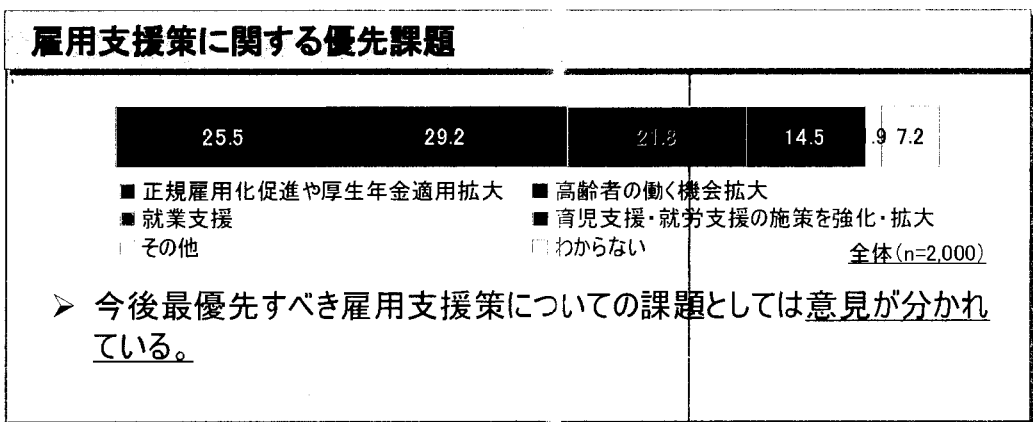 雇用支援策に関する優先課題
25.5 29.2 21.8 14.5 .9 7.2
■ 正規雇用化促進や厚生年金適用拡大 ■ 高齢者の働く機会拡大
■ 就業支援 ■ 育児支援・就労支援の施策を強化・拡大
□ その他 □ わからない
全体(n=2,000)
➢ 今後最優先すべき雇用支援策についての課題としては意見が分かれ
ている。